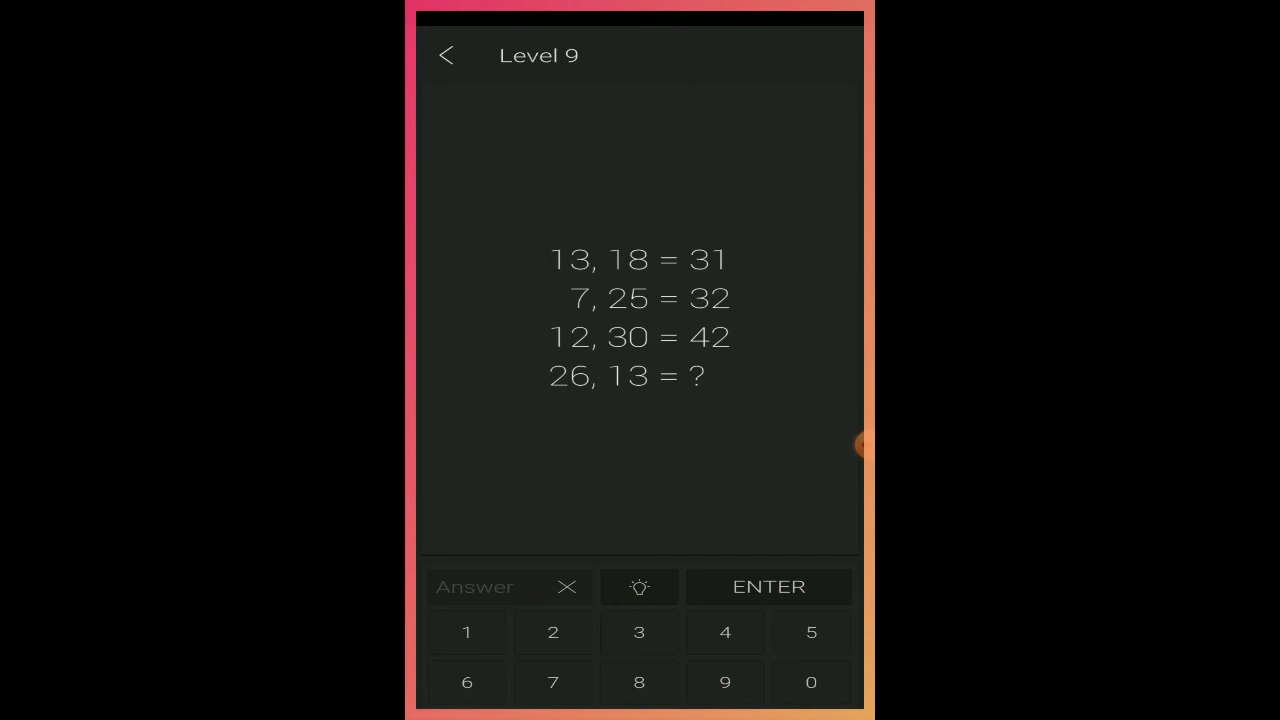 Level 9
13, 18 = 31
7, 25 = 32
12, 30 = 42
26, 13 = ?
Answer ENTER
1 2 3 4 5
6 7 8 9 0